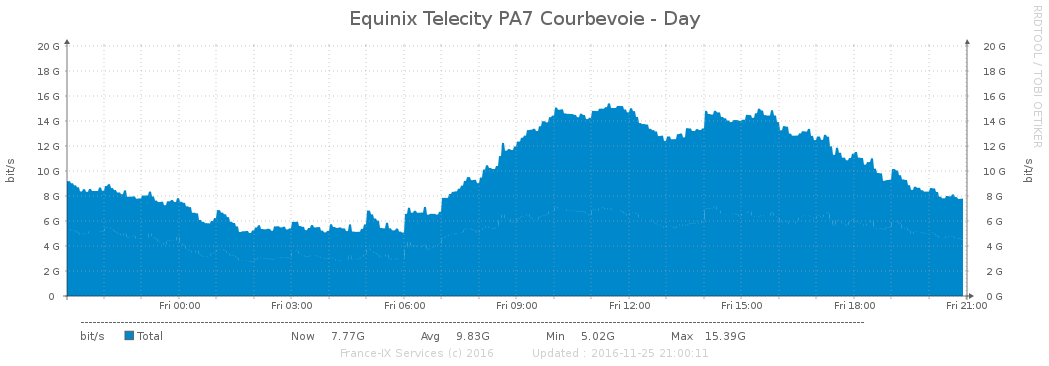 Equinix Telecity PA7 Courbevoie - Day
RRDTOOL / TOBI OETIKER
20 G 20 G
18 G 18 G
16 G 16 G
14 G 14 G
12 G 12 G
10 G 10 G
8 G 8 G
6 G 6 G
4 G 4 G
2 G 2 G
0 0 G
bit/s bit/s
Fri 00:00 Fri 03:00 Fri 06:00 Fri 09:00 Fri 12:00 Fri 15:00 Fri 18:00 Fri 21:00
bit/s Total Now 7.77G Avg 9.83G Min 5.02G Max 15.39G
France-IX Services (c) 2016 Updated : 2016-11-25 21:00:11